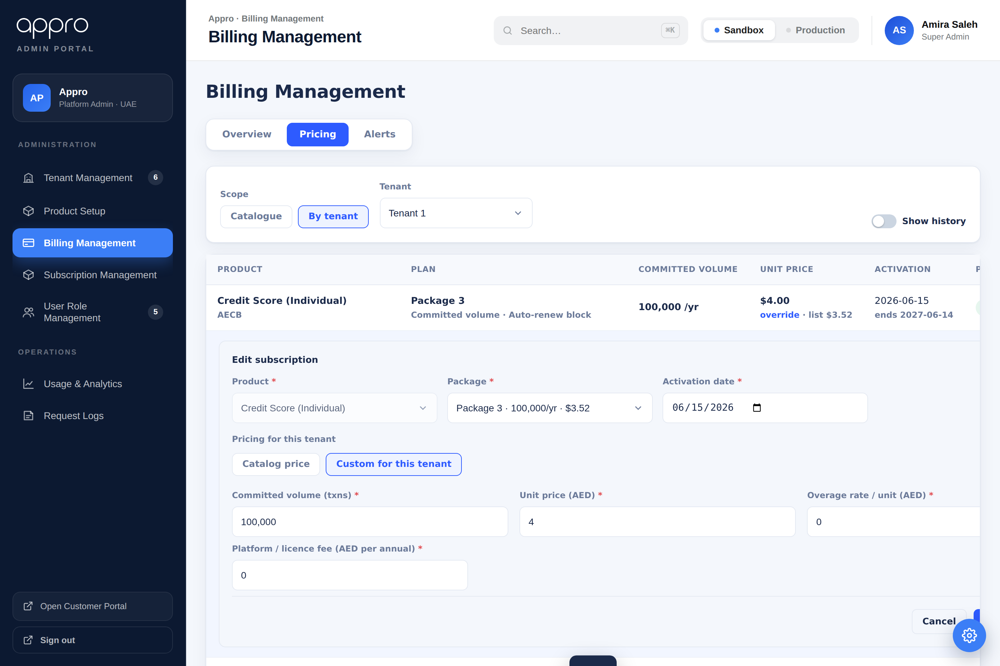 appro
ADMIN PORTAL
AP
Appro
Platform Admin · UAE
ADMINISTRATION
Tenant Management
6
Product Setup
Billing Management
Subscription Management
User Role
Management
5
OPERATIONS
Usage & Analytics
Request Logs
Open Customer Portal
Sign out
Appro · Billing Management
Billing Management
Search…
⌘K
Sandbox
Production
AS
Amira Saleh
Super Admin
Billing Management
Overview
Pricing
Alerts
Scope
Catalogue
By tenant
Tenant
Tenant 1
Show history
PRODUCT
PLAN
COMMITTED VOLUME
UNIT PRICE
ACTIVATION
Credit Score (Individual)
AECB
Package 3
Committed volume · Auto-renew block
100,000 /yr
$4.00
override · list $3.52
2026-06-15
ends 2027-06-14
Edit subscription
Product *
Package *
Activation date *
Credit Score (Individual)
Package 3 · 100,000/yr · $3.52
06/15/2026
Pricing for this tenant
Catalog price
Custom for this tenant
Committed volume (txns) *
Unit price (AED) *
Overage rate / unit (AED) *
100,000
4
0
Platform / licence fee (AED per annual) *
0
Cancel